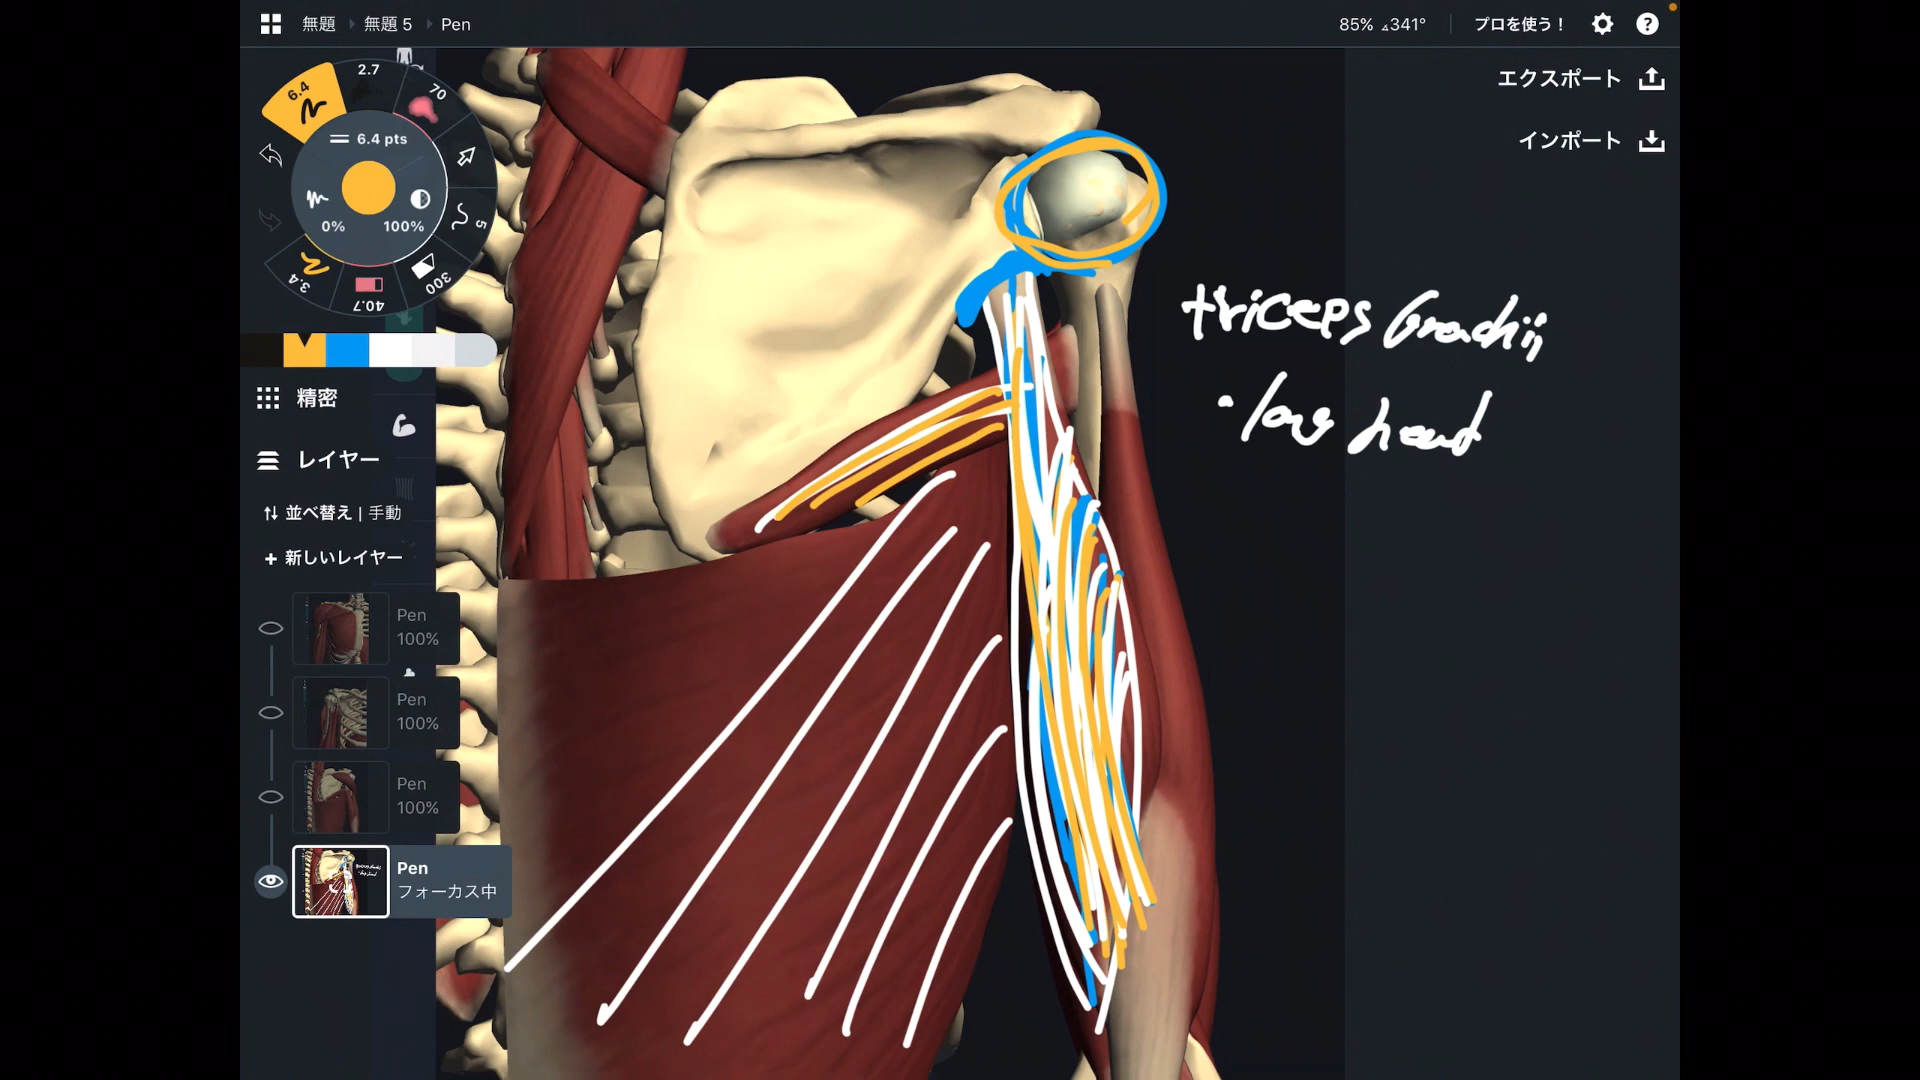 無題 無題 5 Pen
85% ⊿341°
プロを使う!
エクスポート
インポート
2.7
6.4
70
6.4 pts
0% 100%
5
3.4
40.7
300
精密
レイヤー
並べ替え | 手動
+ 新しいレイヤー
Pen
100%
Pen
100%
Pen
100%
Pen
フォーカス中
triceps brachii
・long head